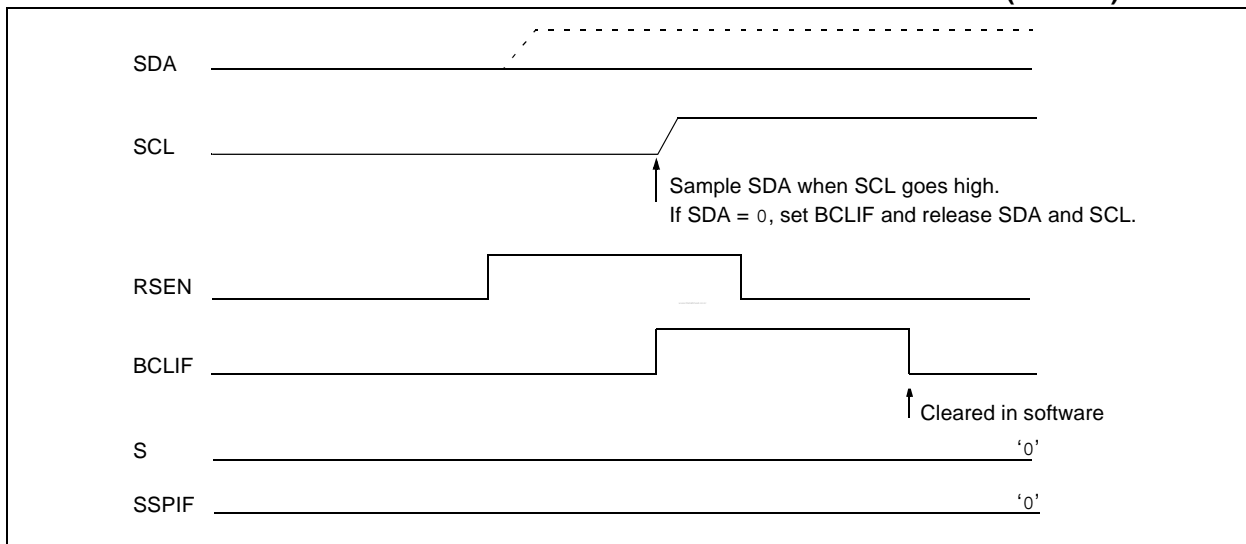 SDA
SCL
Sample SDA when SCL goes high.
If SDA = 0, set BCLIF and release SDA and SCL.
RSEN
BCLIF
Cleared in software
S
‘0’
SSPIF
‘0’